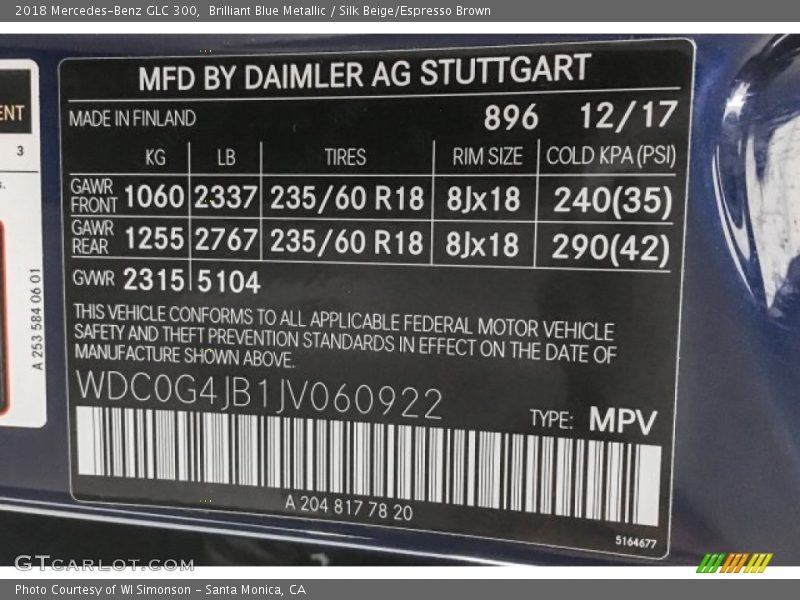 2018 Mercedes-Benz GLC 300, Brilliant Blue Metallic / Silk Beige/Espresso Brown
MFD BY DAIMLER AG STUTTGART
MADE IN FINLAND 896 12/17
KG LB TIRES RIM SIZE COLD KPA (PSI)
GAWR FRONT 1060 2337 235/60 R18 8Jx18 240(35)
GAWR REAR 1255 2767 235/60 R18 8Jx18 290(42)
GVWR 2315 5104
THIS VEHICLE CONFORMS TO ALL APPLICABLE FEDERAL MOTOR VEHICLE
SAFETY AND THEFT PREVENTION STANDARDS IN EFFECT ON THE DATE OF
MANUFACTURE SHOWN ABOVE.
WDC0G4JB1JV060922
TYPE: MPV
A 204 817 78 20
5164677
ENT
3
A 253 584 06 01
GTCARLOT.COM
Photo Courtesy of WI Simonson - Santa Monica, CA